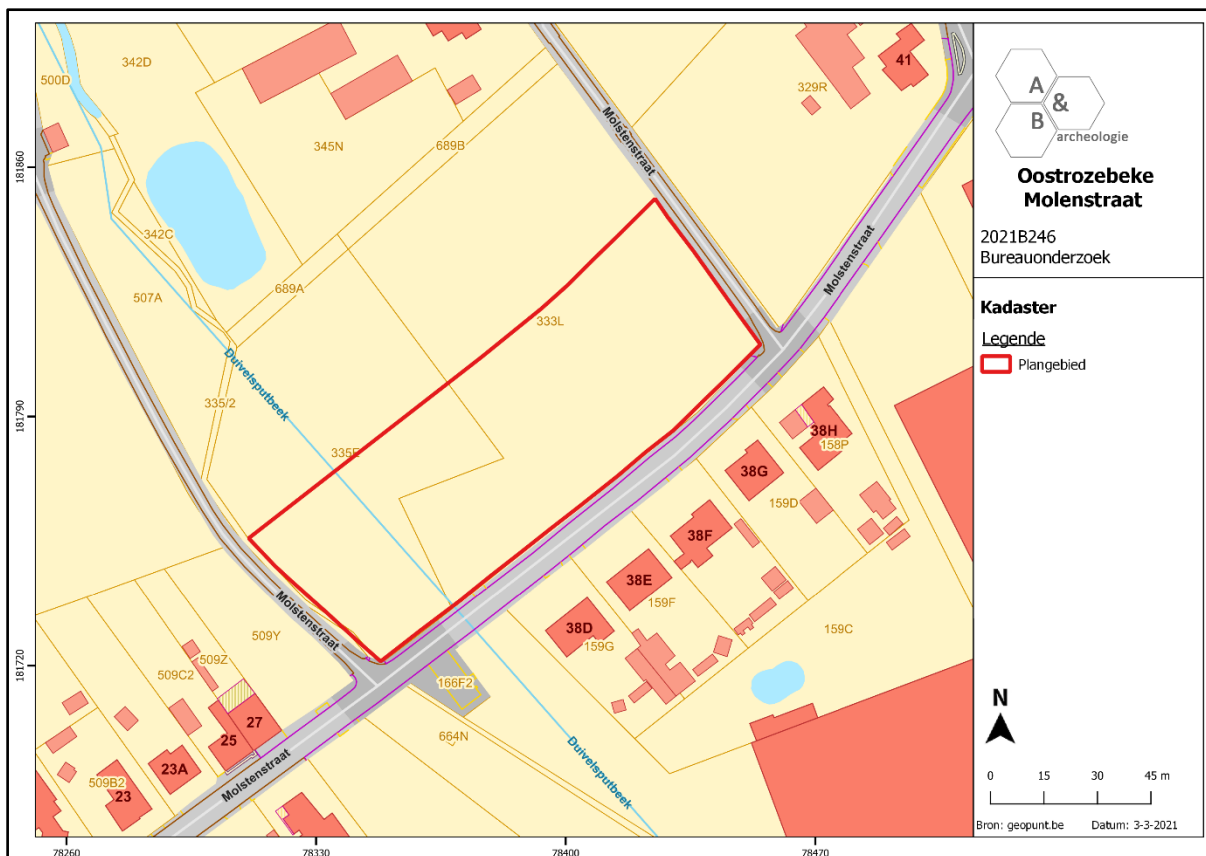 500D
342D
41
329R
Molstenstraat
345N
689B
181860
342C
Molstenstraat
507A
689A
333L
Duivelsputbeek
335/2
181790
335E
38H
158P
38G
159D
38F
38E
159F
Molstenstraat
509Y
38D
159G
159C
509Z
509C2
166F2
181720
27
25
664N
23A
Duivelsputbeek
509B2
23
Molstenstraat
78260
78330
78400
78470
A
&
B
archeologie
Oostrozebeke
Molenstraat
2021B246
Bureauonderzoek
Kadaster
Legende
Plangebied
N
0 15 30 45 m
Bron: geopunt.be Datum: 3-3-2021